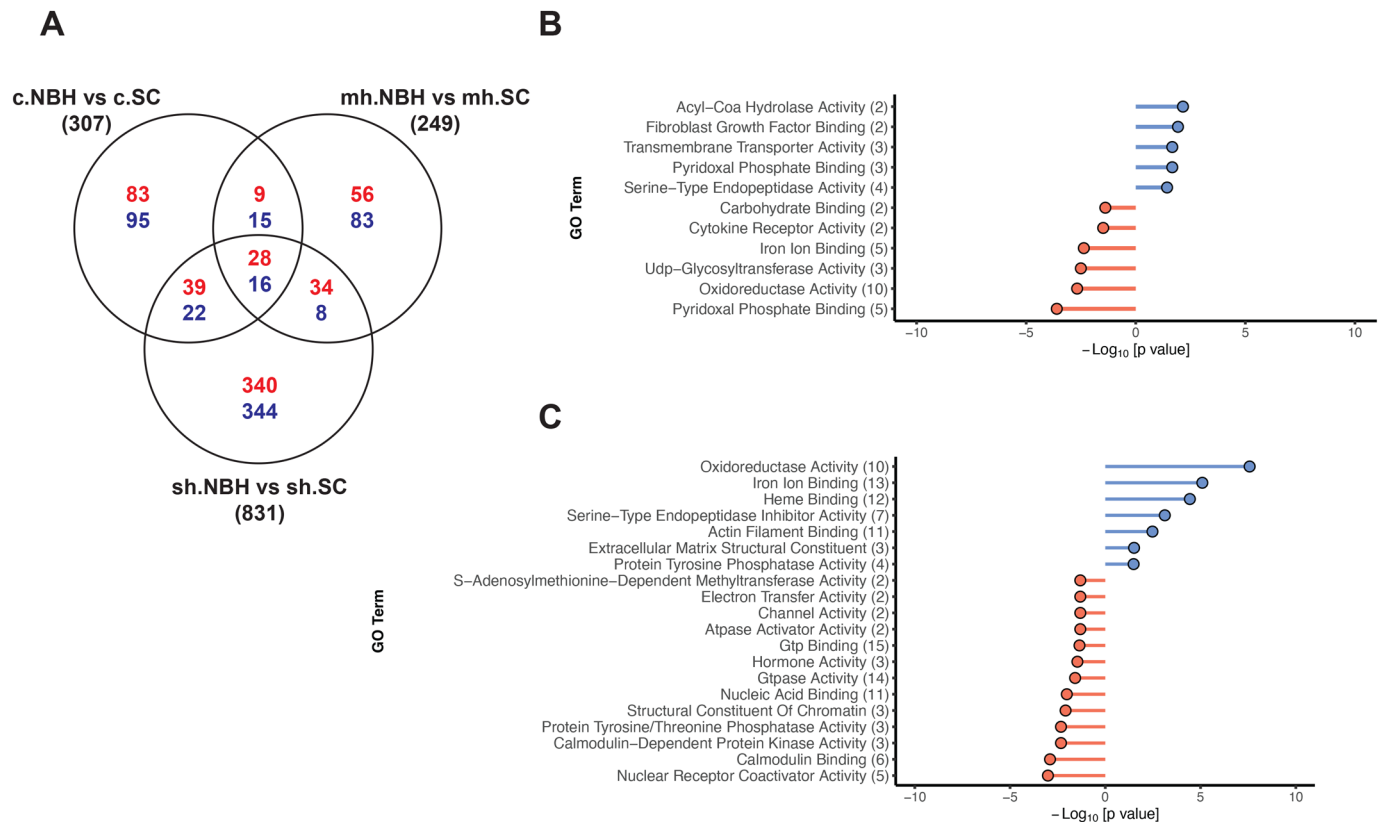 A
c.NBH vs c.SC
(307)
mh.NBH vs mh.SC
(249)
83
95
9
15
56
83
28
16
39
22
34
8
340
344
sh.NBH vs sh.SC
(831)
B
GO Term
Acyl−Coa Hydrolase Activity (2)
Fibroblast Growth Factor Binding (2)
Transmembrane Transporter Activity (3)
Pyridoxal Phosphate Binding (3)
Serine−Type Endopeptidase Activity (4)
Carbohydrate Binding (2)
Cytokine Receptor Activity (2)
Iron Ion Binding (5)
Udp−Glycosyltransferase Activity (3)
Oxidoreductase Activity (10)
Pyridoxal Phosphate Binding (5)
−10 −5 0 5 10
−Log10 [p value]
C
GO Term
Oxidoreductase Activity (10)
Iron Ion Binding (13)
Heme Binding (12)
Serine−Type Endopeptidase Inhibitor Activity (7)
Actin Filament Binding (11)
Extracellular Matrix Structural Constituent (3)
Protein Tyrosine Phosphatase Activity (4)
S−Adenosylmethionine−Dependent Methyltransferase Activity (2)
Electron Transfer Activity (2)
Channel Activity (2)
Atpase Activator Activity (2)
Gtp Binding (15)
Hormone Activity (3)
Gtpase Activity (14)
Nucleic Acid Binding (11)
Structural Constituent Of Chromatin (3)
Protein Tyrosine/Threonine Phosphatase Activity (3)
Calmodulin−Dependent Protein Kinase Activity (3)
Calmodulin Binding (6)
Nuclear Receptor Coactivator Activity (5)
−10 −5 0 5 10
−Log10 [p value]